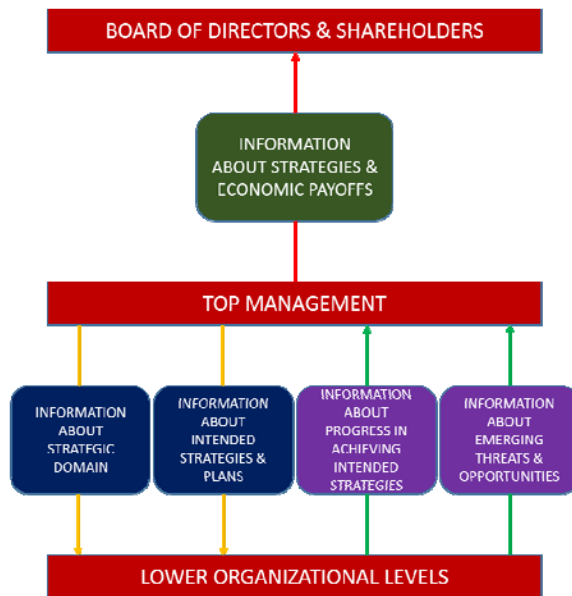 BOARD OF DIRECTORS & SHAREHOLDERS
INFORMATION
ABOUT STRATEGIES &
ECONOMIC PAYOFFS
TOP MANAGEMENT
INFORMATION
ABOUT
STRATEGIC
DOMAIN
INFORMATION
ABOUT
INTENDED
STRATEGIES &
PLANS
INFORMATION
ABOUT
PROGRESS IN
ACHIEVING
INTENDED
STRATEGIES
INFORMATION
ABOUT
EMERGING
THREATS &
OPPORTUNITIES
LOWER ORGANIZATIONAL LEVELS